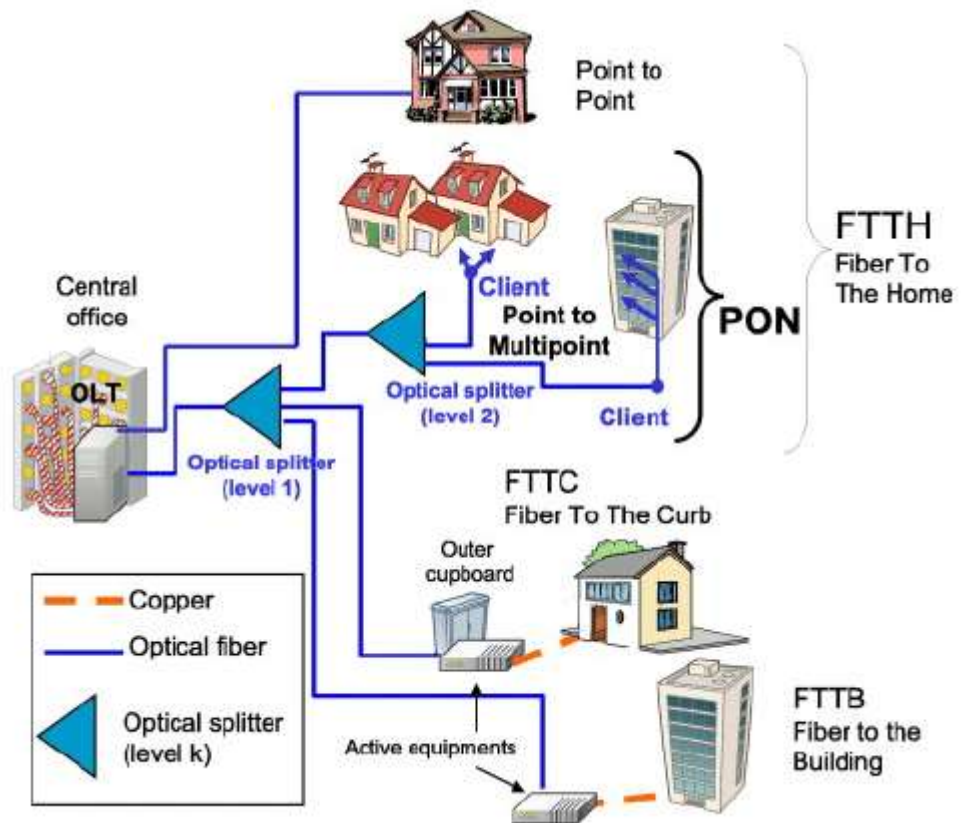 Point to
Point
FTTH
Fiber To
The Home
PON
Client
Point to
Multipoint
Central
office
OLT
Optical splitter
(level 2)
Client
Optical splitter
(level 1)
FTTC
Fiber To The Curb
Outer
cupboard
Copper
Optical fiber
Optical splitter
(level k)
Active equipments
FTTB
Fiber to the
Building